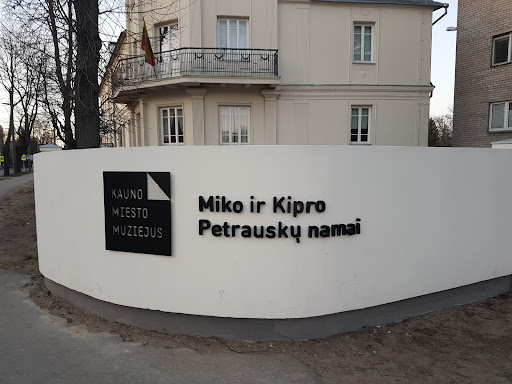 KAUNO
MIESTO
MUZIEJUS
Miko ir Kipro
Petrauskų namai